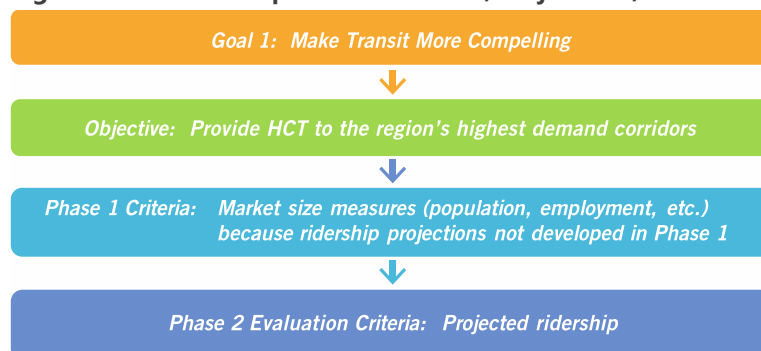 Goal 1: Make Transit More Compelling
Objective: Provide HCT to the region's highest demand corridors
Phase 1 Criteria: Market size measures (population, employment, etc.)
because ridership projections not developed in Phase 1
Phase 2 Evaluation Criteria: Projected ridership